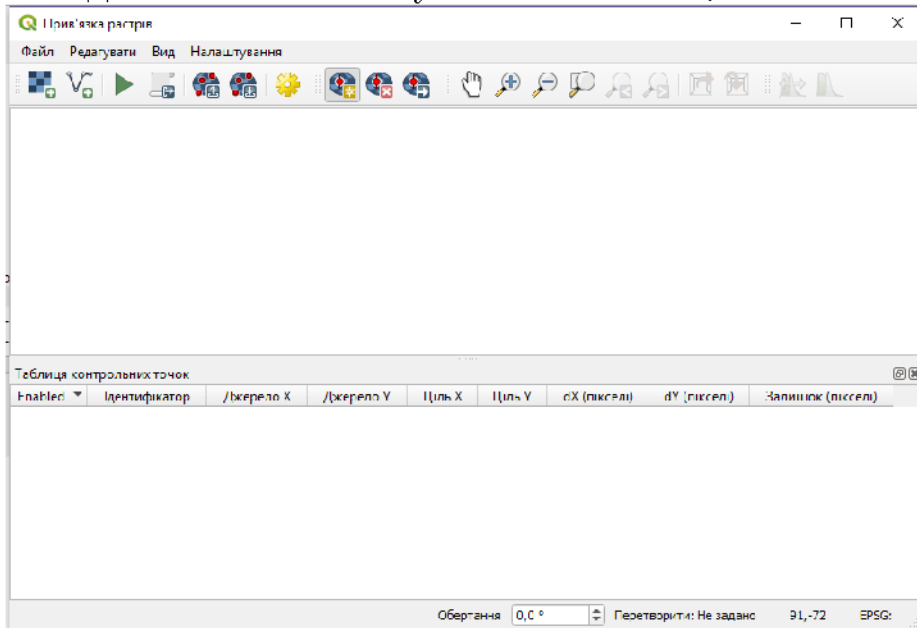 Прив'язка растрів
Файл Редагувати Вид Налаштування
Таблиця контрольних точок
Enabled Ідентифікатор Джерело X Джерело Y Ціль X Ціль Y dX (пікселі) dY (пікселі) Залишок (пікселі)
Обертання 0,0 ° Перетворити: Не задано 91,-72 EPSG: